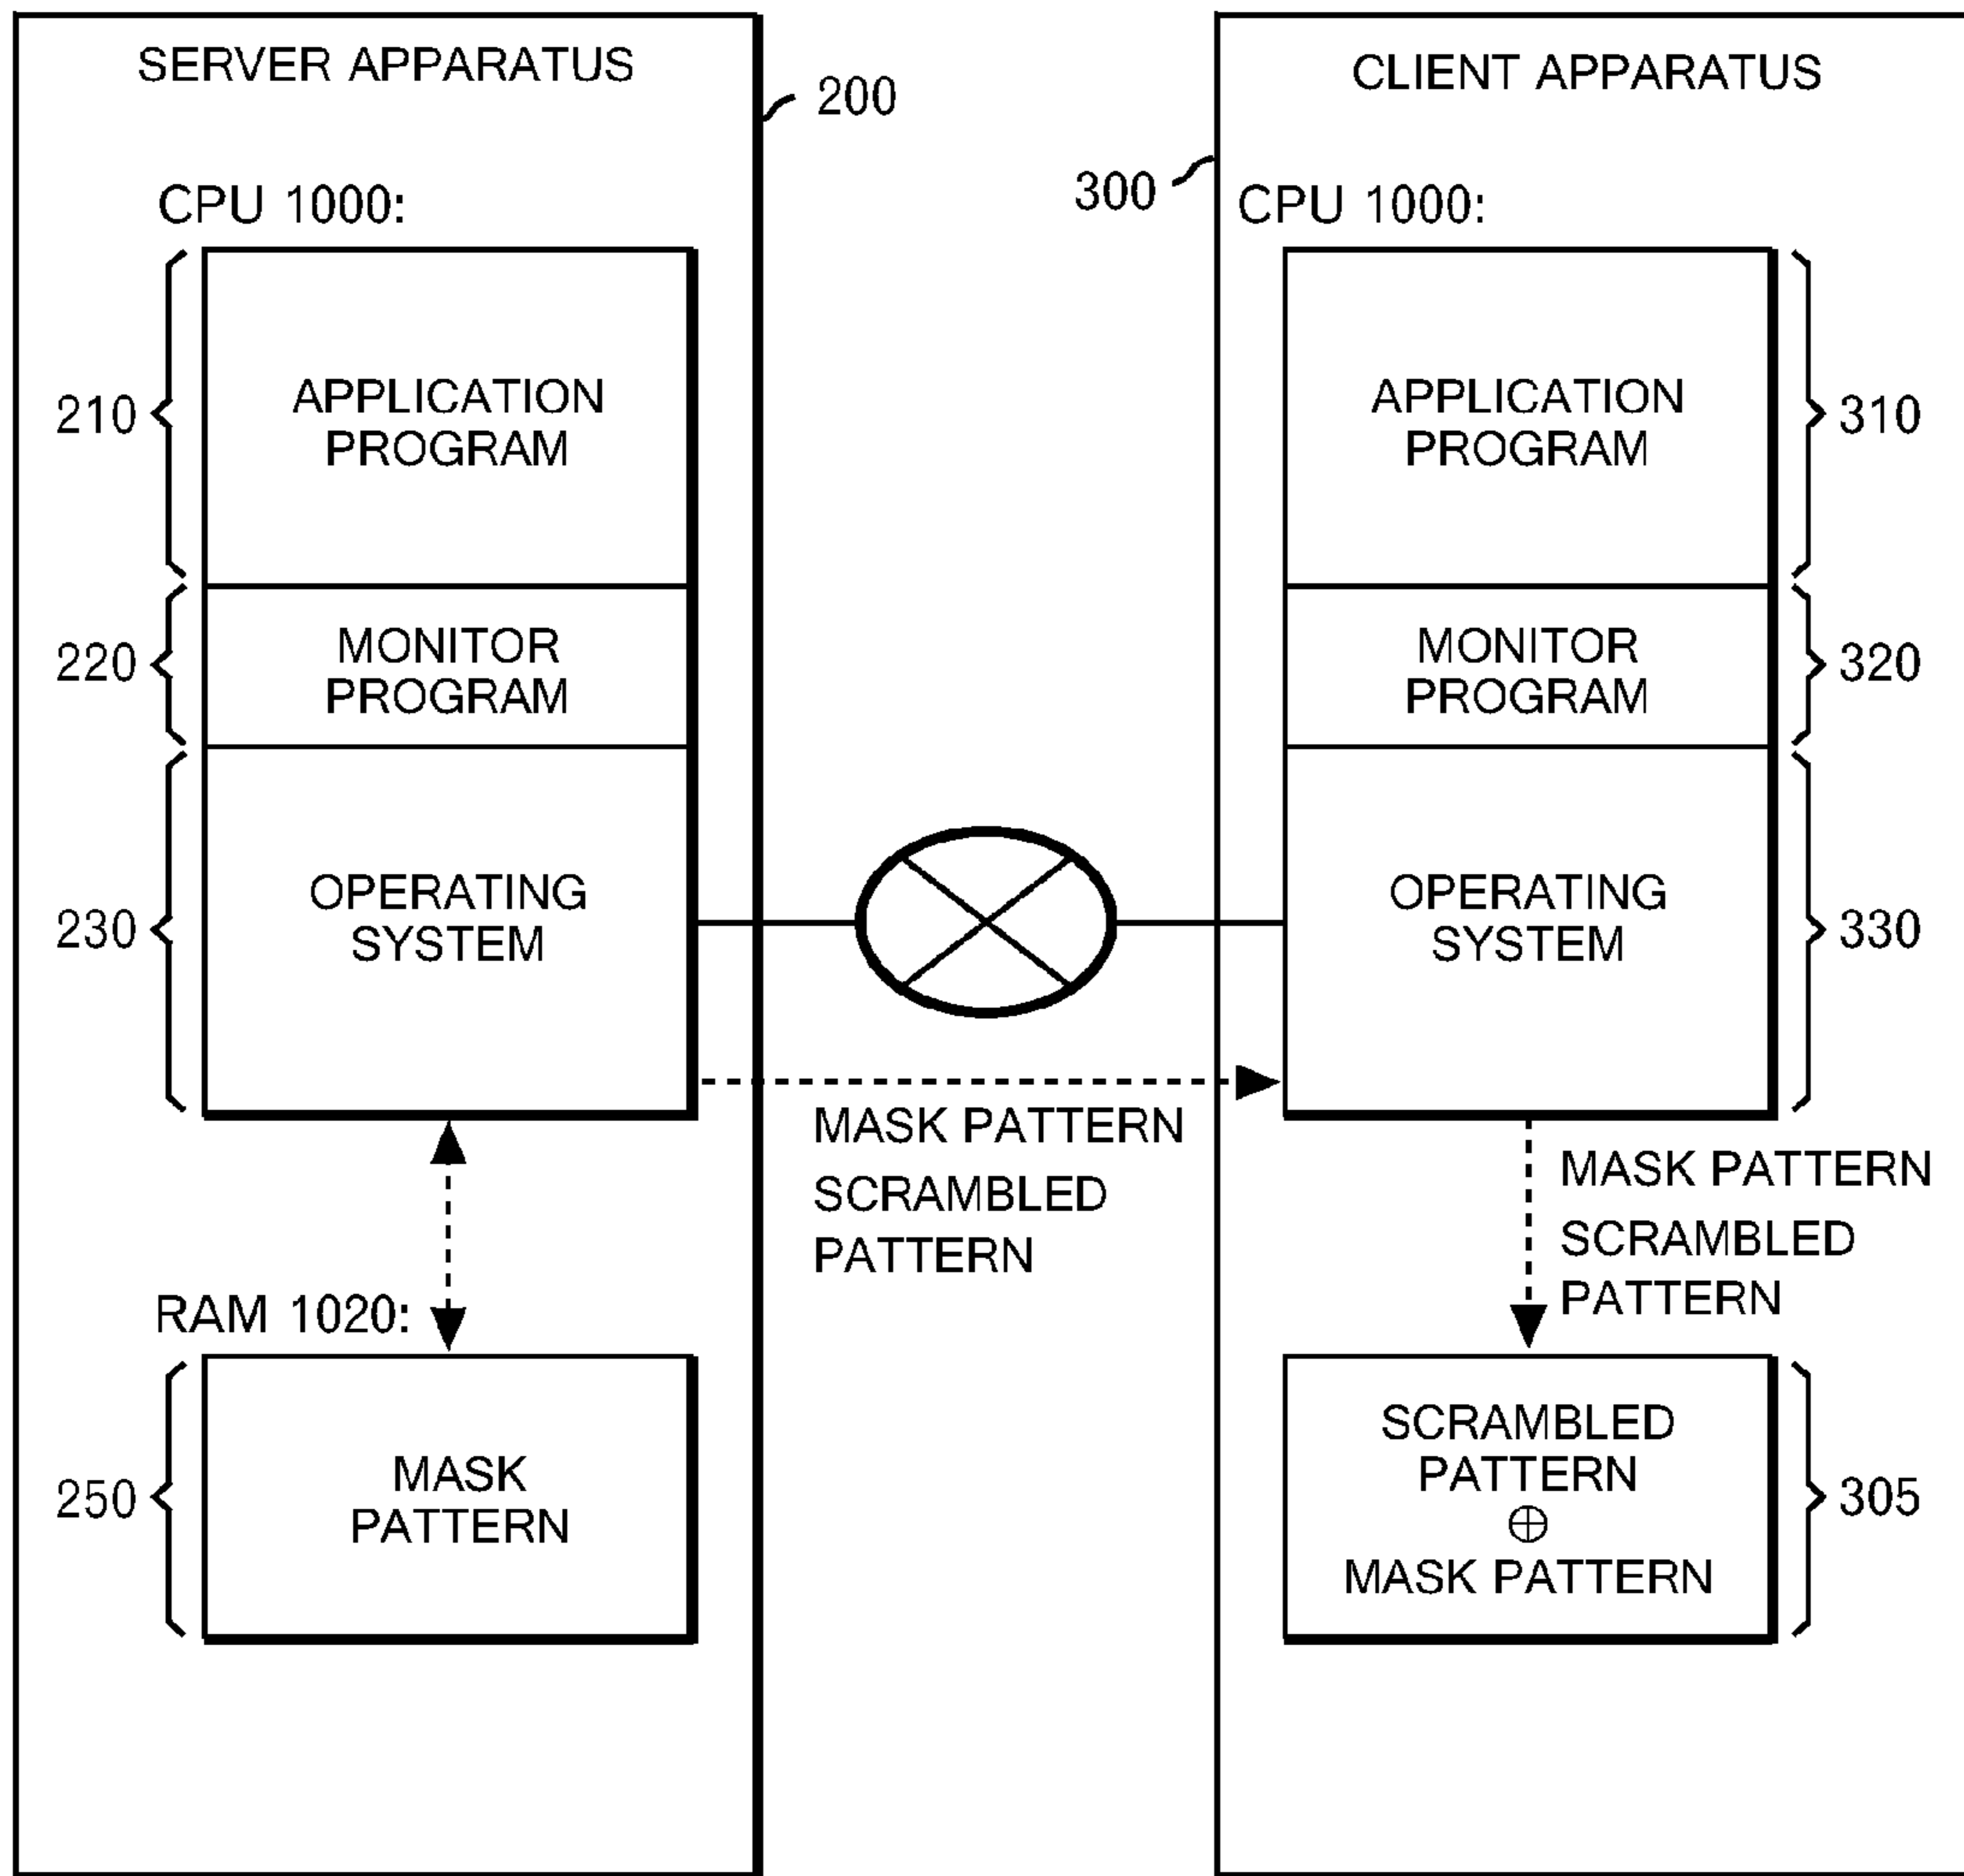 SERVER APPARATUS
200
CPU 1000:
210
APPLICATION
PROGRAM
220
MONITOR
PROGRAM
230
OPERATING
SYSTEM
RAM 1020:
250
MASK
PATTERN
MASK PATTERN
SCRAMBLED
PATTERN
CLIENT APPARATUS
300
CPU 1000:
APPLICATION
PROGRAM
310
MONITOR
PROGRAM
320
OPERATING
SYSTEM
330
MASK PATTERN
SCRAMBLED
PATTERN
SCRAMBLED
PATTERN
⊕
MASK PATTERN
305